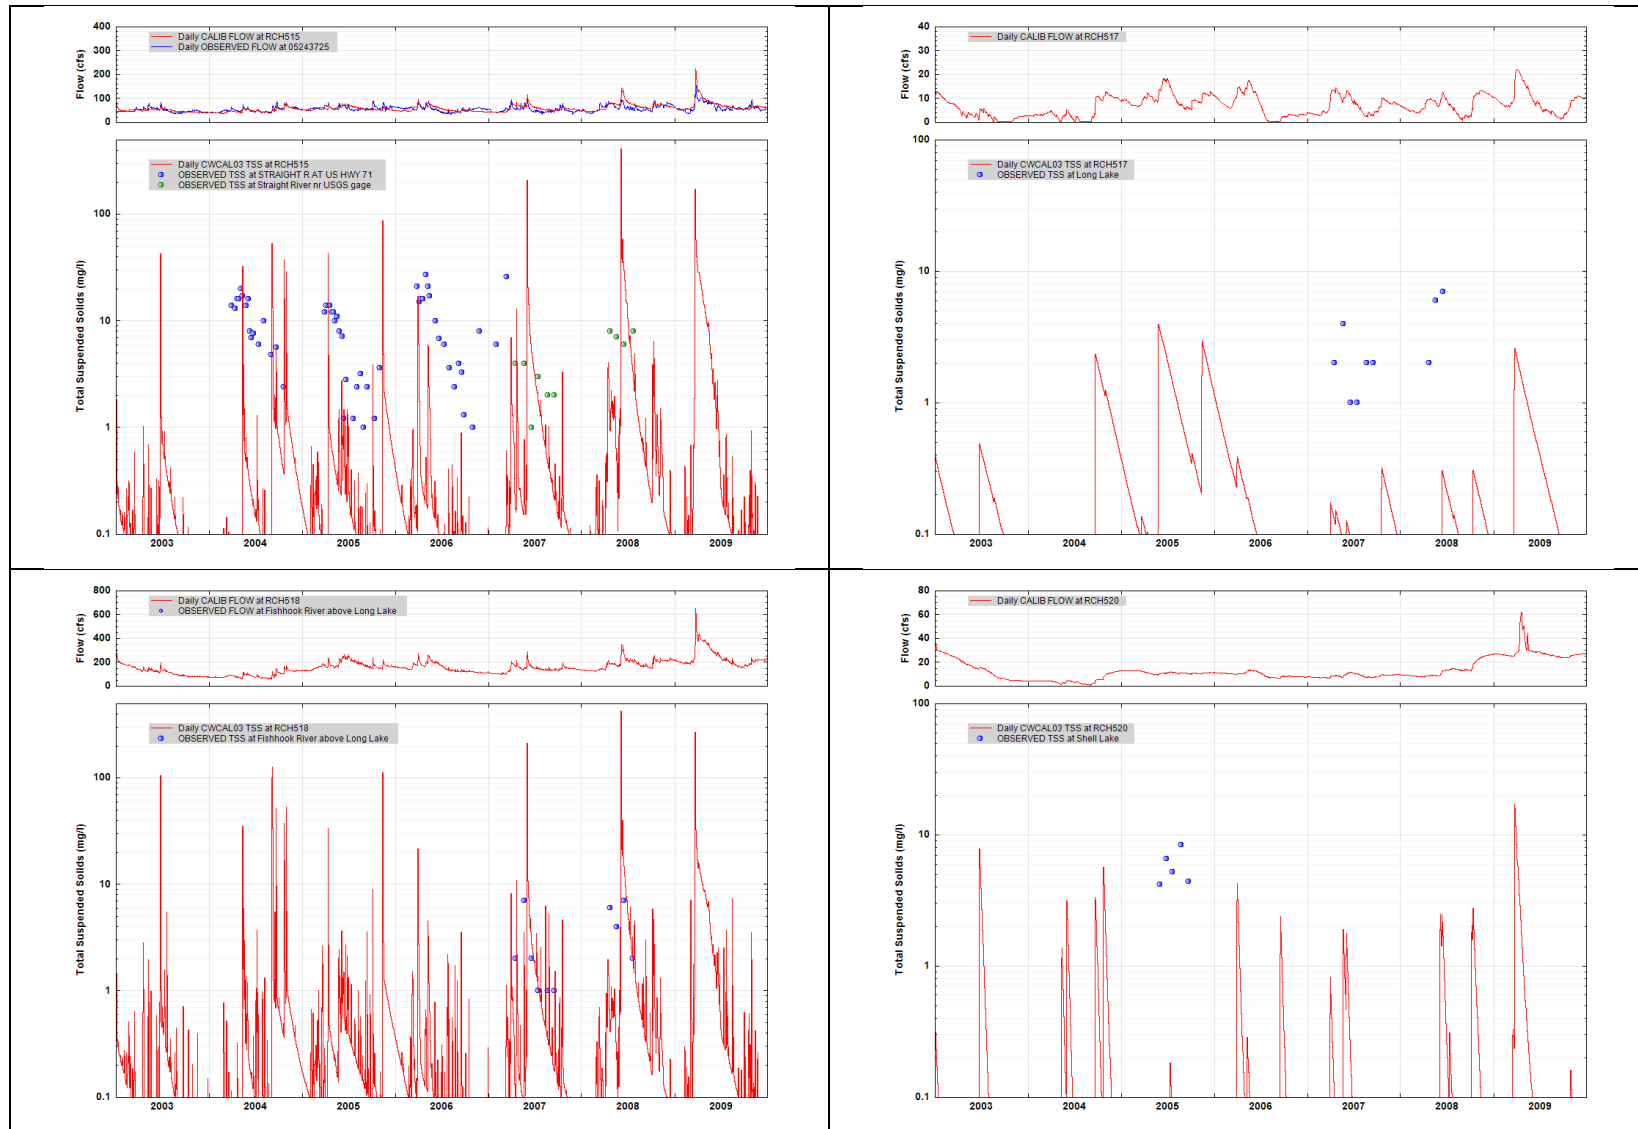 400
300
200
100
0
Flow (cfs)
Daily CALIB FLOW at RCH515
Daily OBSERVED FLOW at 05243725
100
10
1
0.1
Total Suspended Solids (mg/l)
Daily CWCAL03 TSS at RCH515
OBSERVED TSS at STRAIGHT R AT US HWY 71
OBSERVED TSS at Straight River nr USGS gage
2003 2004 2005 2006 2007 2008 2009
40
30
20
10
0
Flow (cfs)
Daily CALIB FLOW at RCH517
100
10
1
0.1
Total Suspended Solids (mg/l)
Daily CWCAL03 TSS at RCH517
OBSERVED TSS at Long Lake
2003 2004 2005 2006 2007 2008 2009
800
600
400
200
0
Flow (cfs)
Daily CALIB FLOW at RCH518
OBSERVED FLOW at Fishhook River above Long Lake
100
10
1
0.1
Total Suspended Solids (mg/l)
Daily CWCAL03 TSS at RCH518
OBSERVED TSS at Fishhook River above Long Lake
2003 2004 2005 2006 2007 2008 2009
80
60
40
20
0
Flow (cfs)
Daily CALIB FLOW at RCH520
100
10
1
0.1
Total Suspended Solids (mg/l)
Daily CWCAL03 TSS at RCH520
OBSERVED TSS at Shell Lake
2003 2004 2005 2006 2007 2008 2009